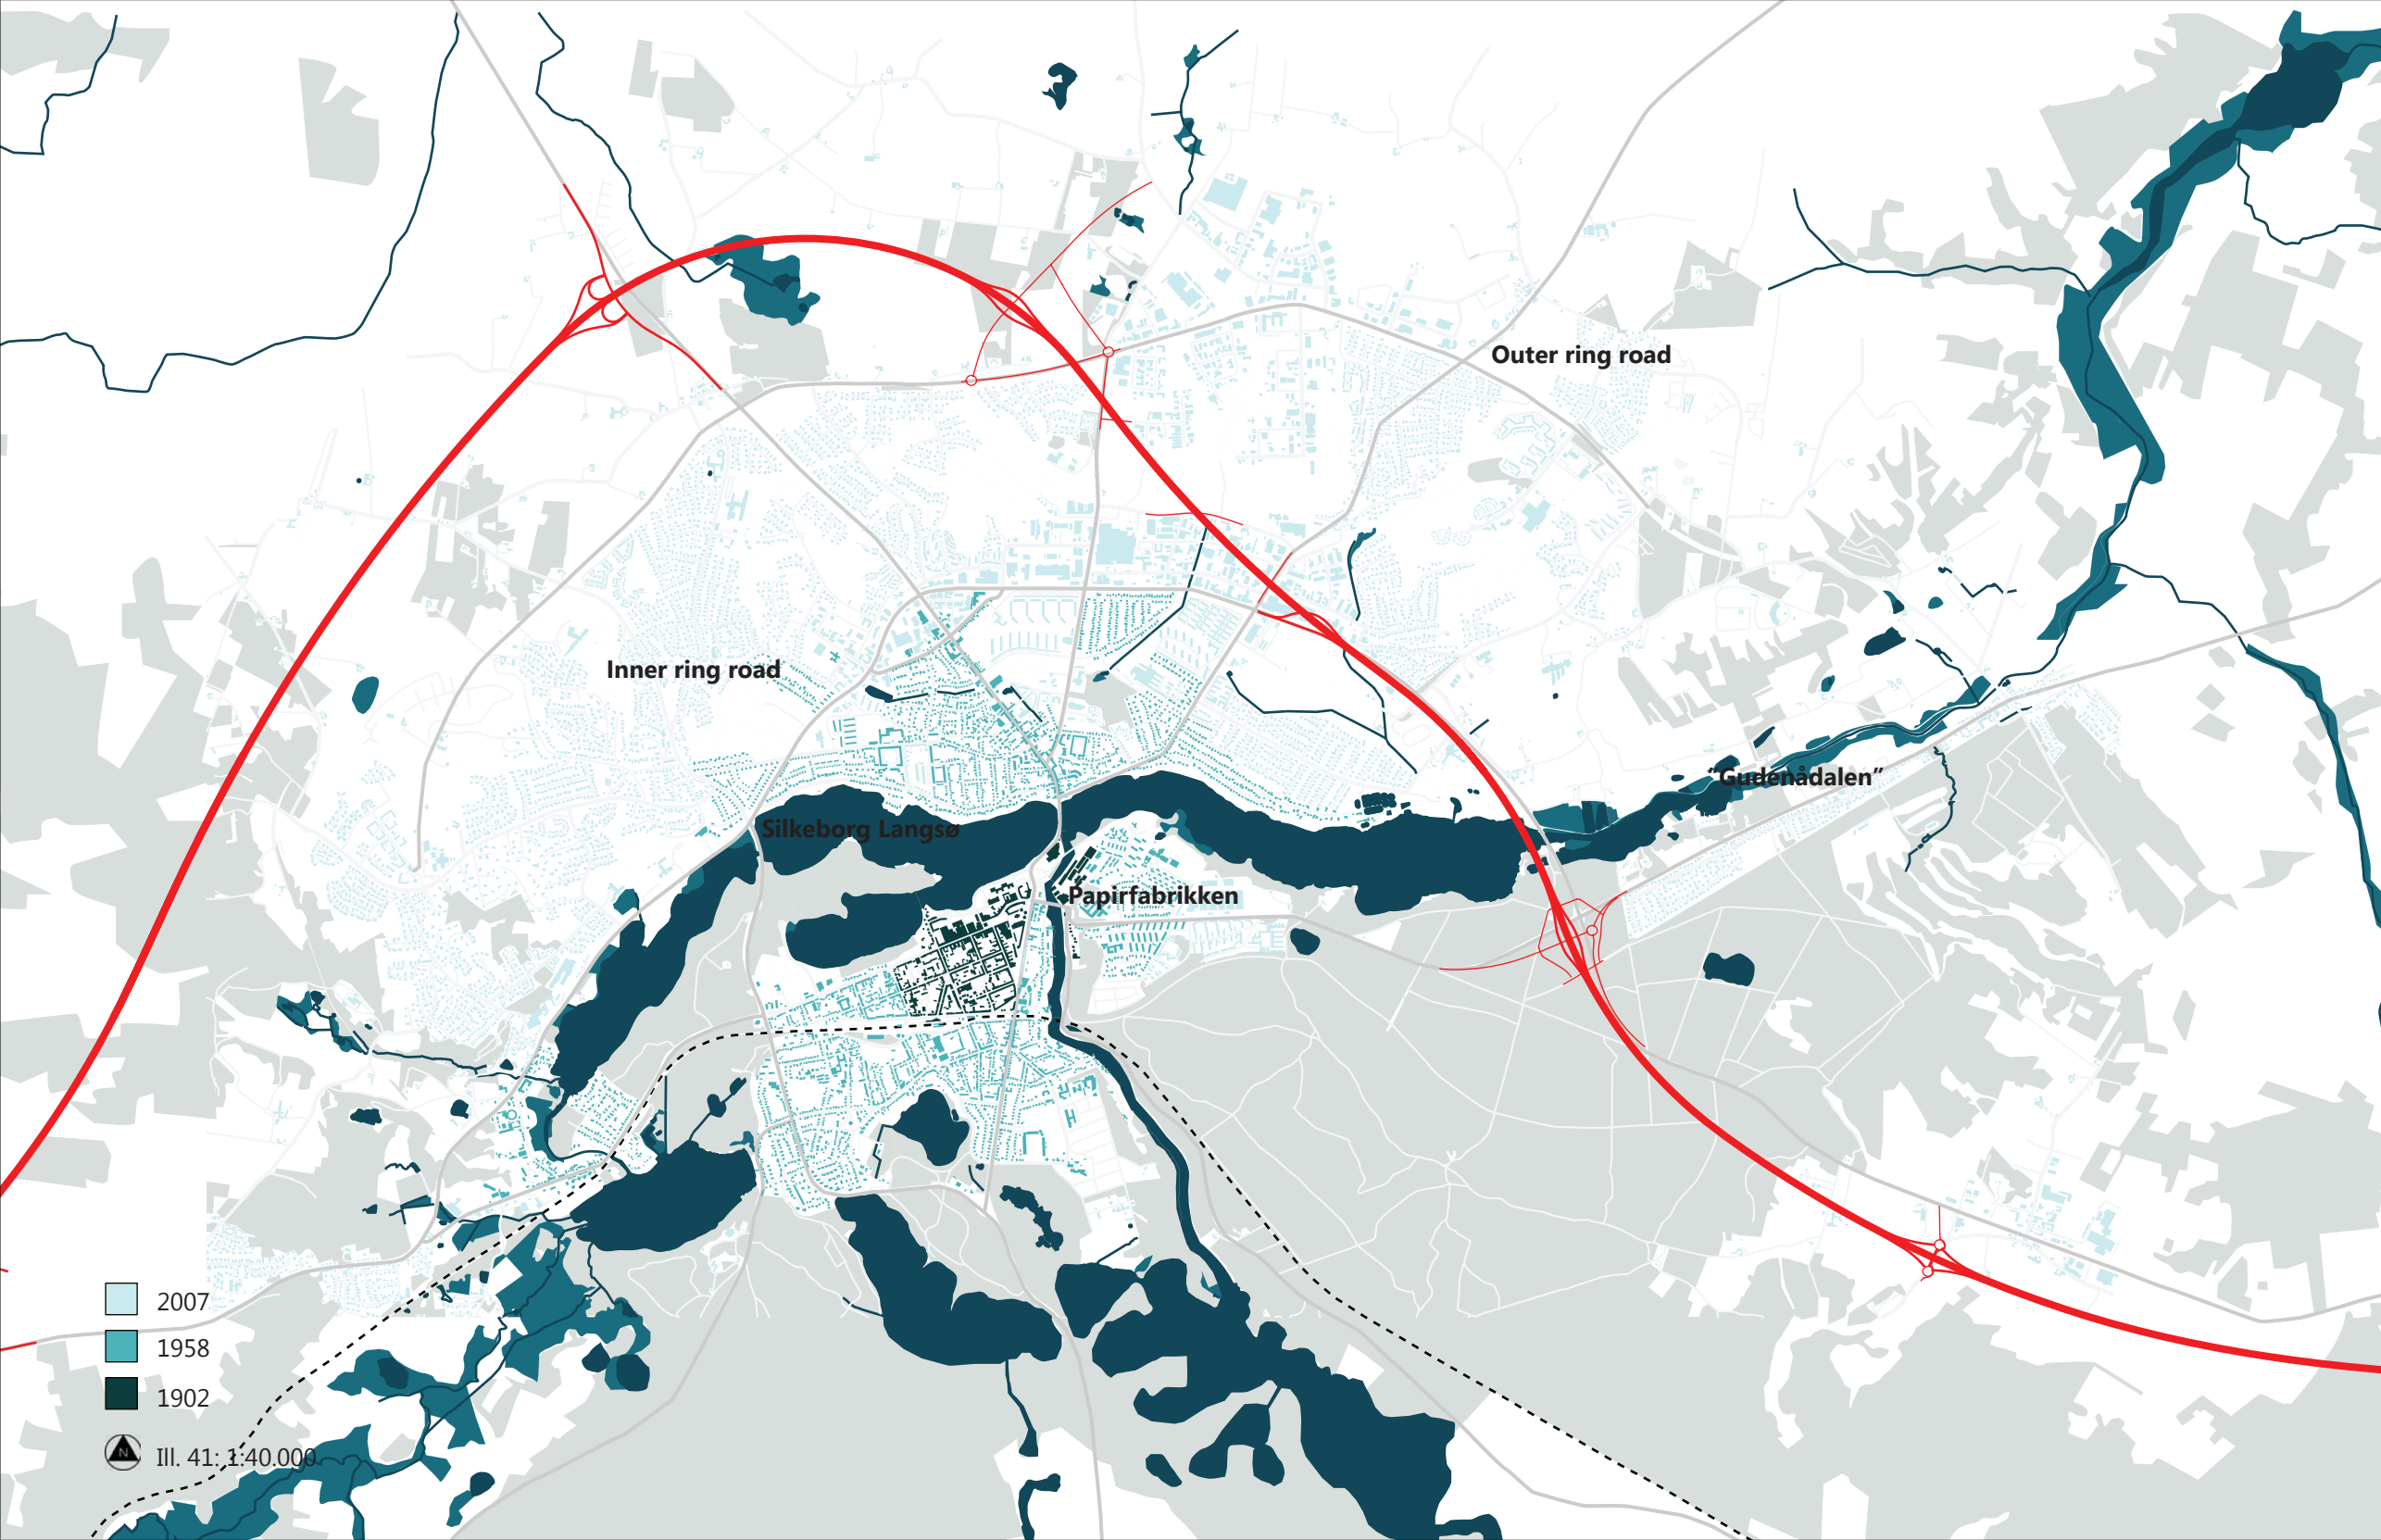 Outer ring road
Inner ring road
"Gudenådalen"
Silkeborg Langsø
Papirfabrikken
2007
1958
1902
N
Ill. 41: 1:40.000